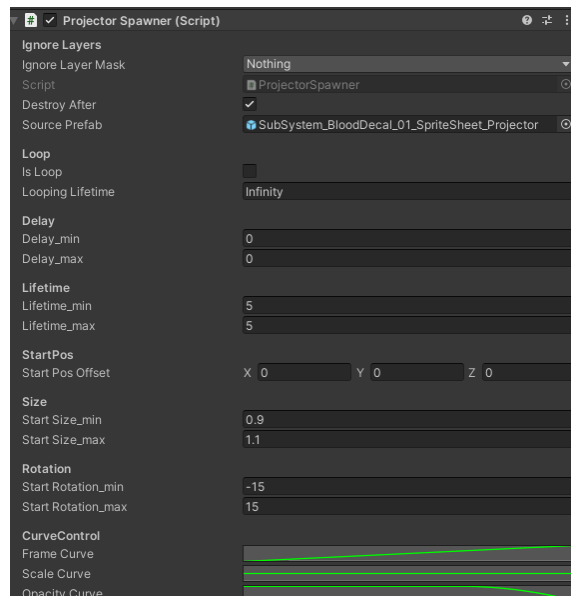 Projector Spawner (Script)
Ignore Layers
Ignore Layer Mask Nothing
Script ProjectorSpawner
Destroy After
Source Prefab SubSystem_BloodDecal_01_SpriteSheet_Projector
Loop
Is Loop
Looping Lifetime Infinity
Delay
Delay_min 0
Delay_max 0
Lifetime
Lifetime_min 5
Lifetime_max 5
StartPos
Start Pos Offset X 0 Y 0 Z 0
Size
Start Size_min 0.9
Start Size_max 1.1
Rotation
Start Rotation_min -15
Start Rotation_max 15
CurveControl
Frame Curve
Scale Curve
Opacity Curve